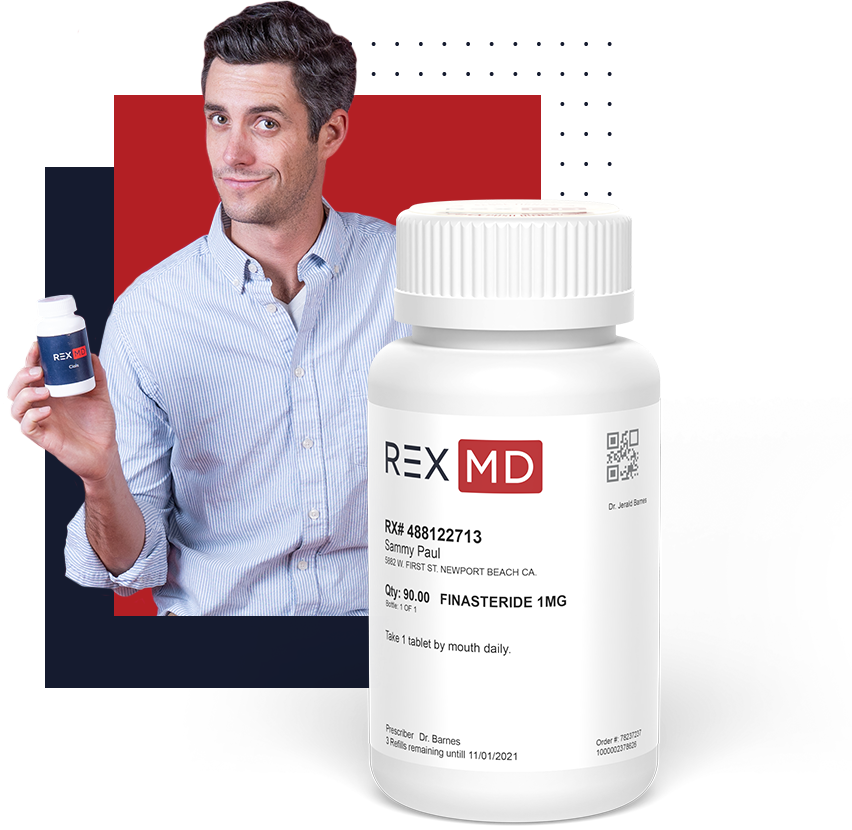 REX MD
REX MD
Dr. Jerald Barnes
RX# 488122713
Sammy Paul
5882 W. FIRST ST. NEWPORT BEACH CA.
Qty: 90.00 FINASTERIDE 1MG
Bottle: 1 OF 1
Take 1 tablet by mouth daily.
Prescriber Dr. Barnes
3 Refills remaining untill 11/01/2021
Order #: 78237237
1000002378626